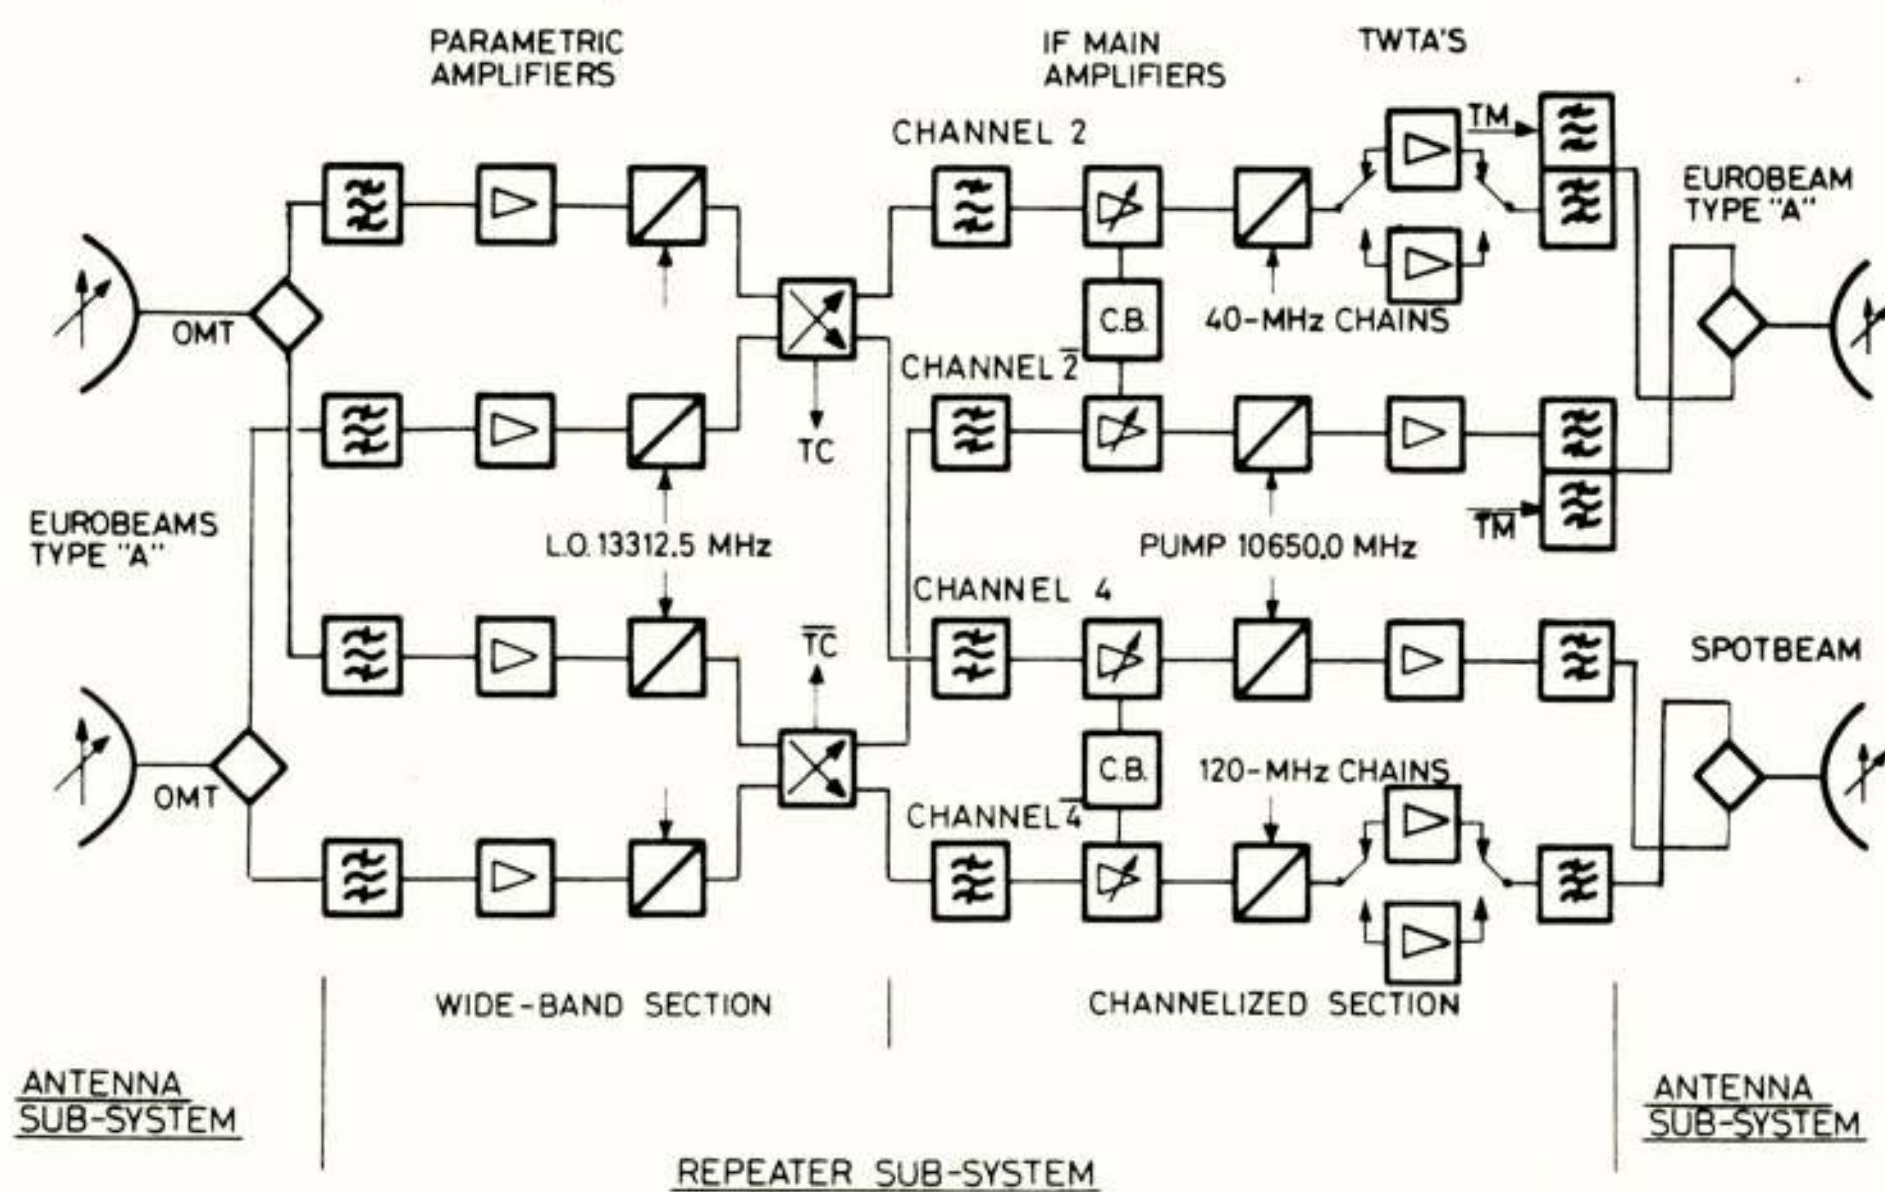 PARAMETRIC
AMPLIFIERS
IF MAIN
AMPLIFIERS
TWTA'S
CHANNEL 2
TM
EUROBEAM
TYPE "A"
OMT
C.B.
40-MHz CHAINS
CHANNEL 2̅
TC
EUROBEAMS
TYPE "A"
L.O. 13312.5 MHz
PUMP 10650.0 MHz
T̅M̅
CHANNEL 4
T̅C̅
SPOTBEAM
OMT
C.B.
120-MHz CHAINS
CHANNEL 4̅
WIDE-BAND SECTION
CHANNELIZED SECTION
ANTENNA
SUB-SYSTEM
ANTENNA
SUB-SYSTEM
REPEATER SUB-SYSTEM